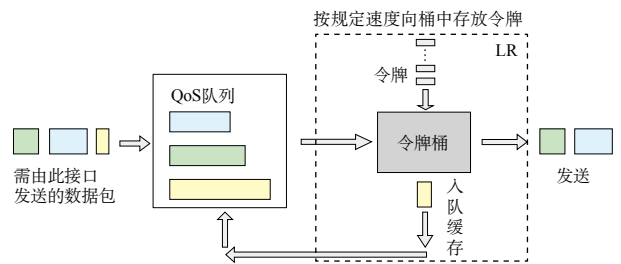 按规定速度向桶中存放令牌
LR
令牌
QoS队列
令牌桶
需由此接口
发送的数据包
发送
入
队
缓
存